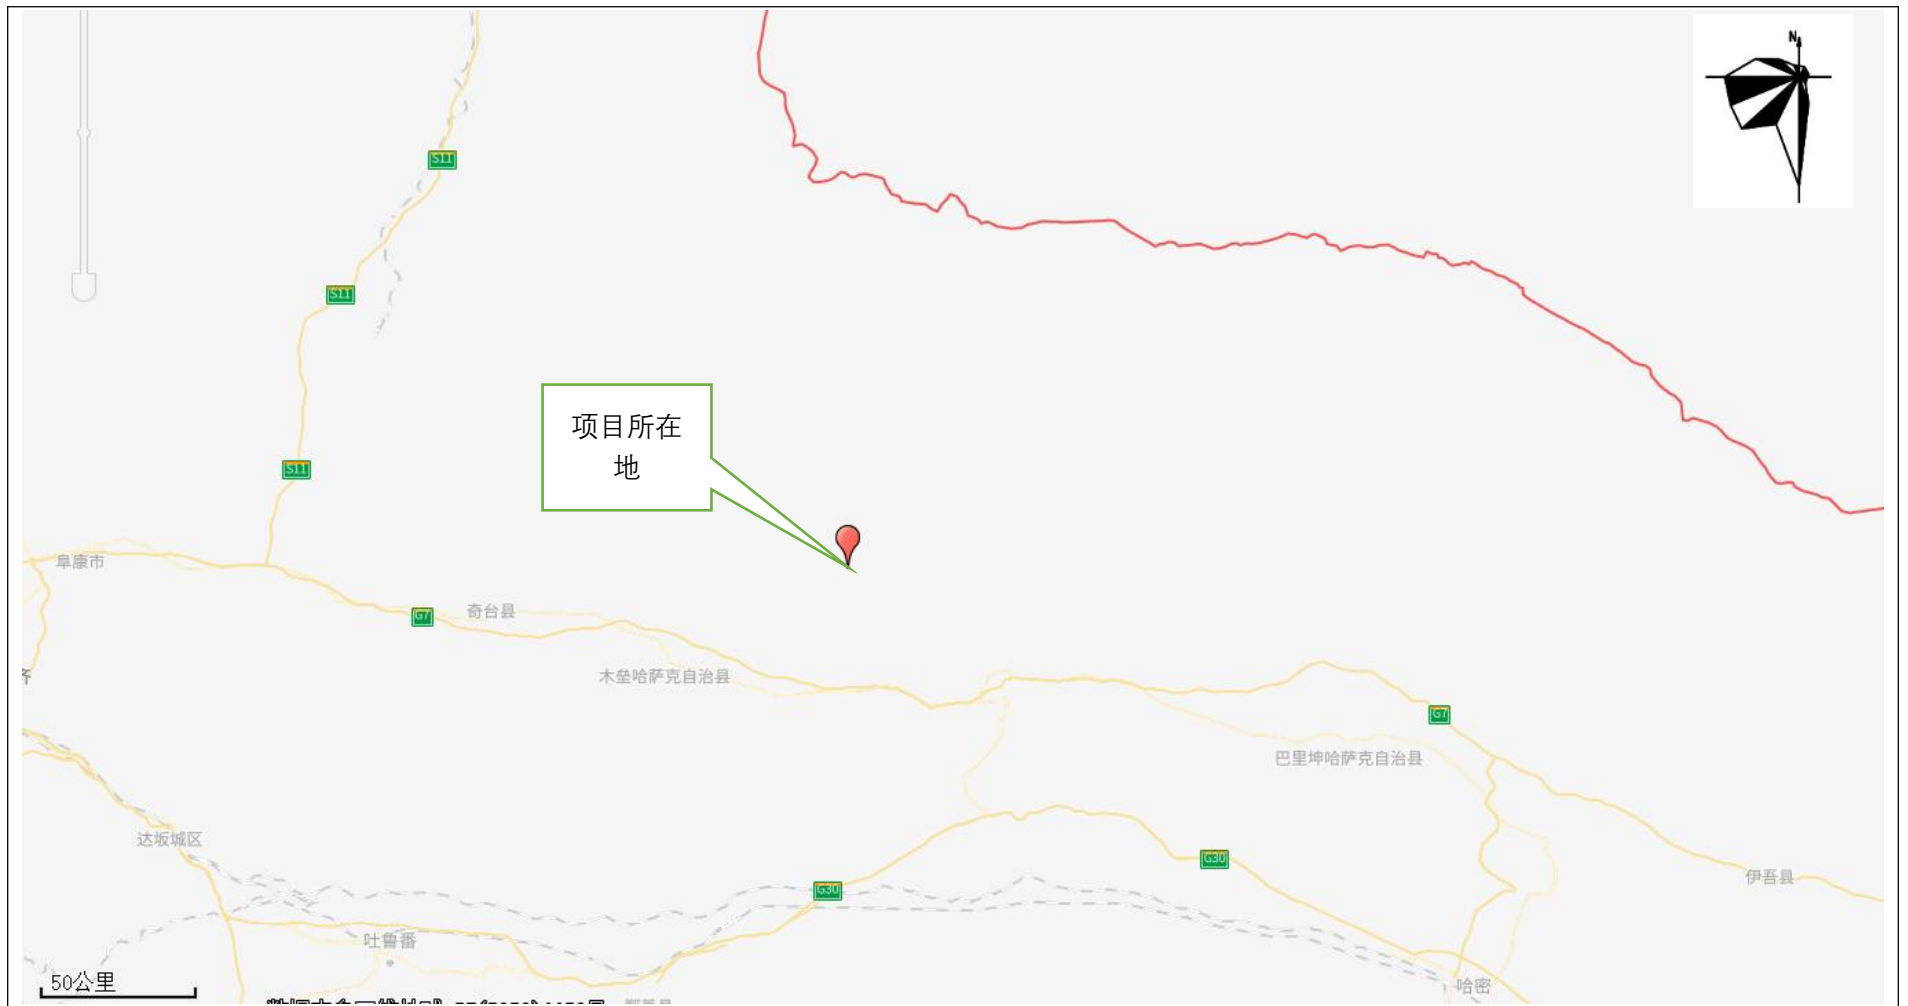 N
S11
S11
项目所在
地
S11
阜康市
G7
奇台县
木垒哈萨克自治县
G7
巴里坤哈萨克自治县
达坂城区
G30
G30
伊吾县
吐鲁番
50公里
哈密